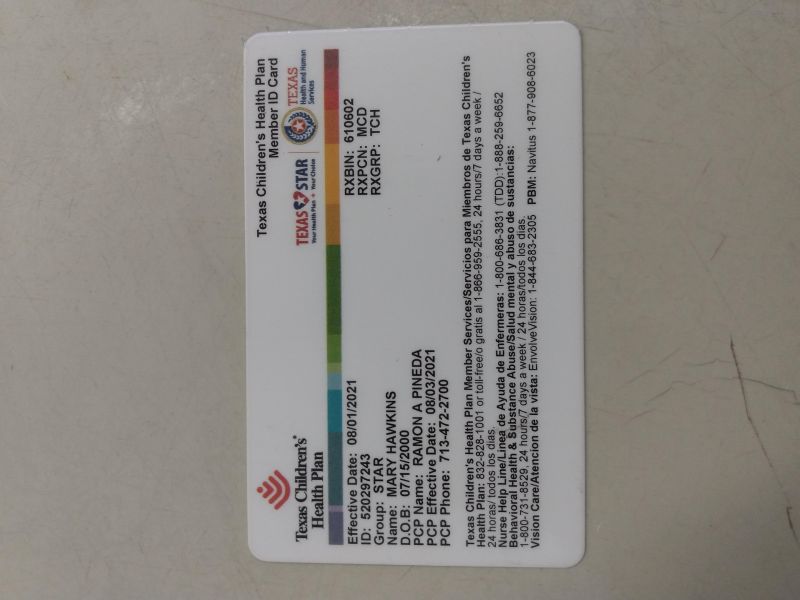 Texas Children's
Health Plan
Texas Children's Health Plan
Member ID Card
TEXAS STAR
Your Health Plan Your Choice
TEXAS
Health and Human
Services
Effective Date: 08/01/2021
ID: 520297243
Group: STAR
Name: MARY HAWKINS
D.O.B: 07/15/2000
PCP Name: RAMON A PINEDA
PCP Effective Date: 08/03/2021
PCP Phone: 713-472-2700
RXBIN: 610602
RXPCN: MCD
RXGRP: TCH
Texas Children's Health Plan Member Services/Servicios para Miembros de Texas Children's
Health Plan: 832-828-1001 or toll-free/o gratis al 1-866-959-2555, 24 hours/7 days a week /
24 horas/ todos los días.
Nurse Help Line/Línea de Ayuda de Enfermeras: 1-800-686-3831 (TDD):1-888-259-6652
Behavioral Health & Substance Abuse/Salud mental y abuso de sustancias:
1-800-731-8529, 24 hours/7 days a week / 24 horas/todos los días.
Vision Care/Atencion de la vista: EnvolveVision: 1-844-683-2305 PBM: Navitus 1-877-908-6023